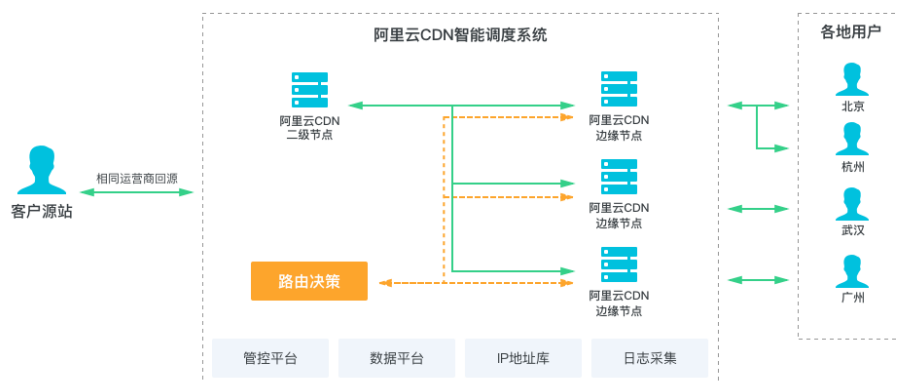 阿里云CDN智能调度系统
各地用户
阿里云CDN
二级节点
阿里云CDN
边缘节点
北京
杭州
客户源站
相同运营商回源
阿里云CDN
边缘节点
武汉
路由决策
阿里云CDN
边缘节点
广州
管控平台
数据平台
IP地址库
日志采集